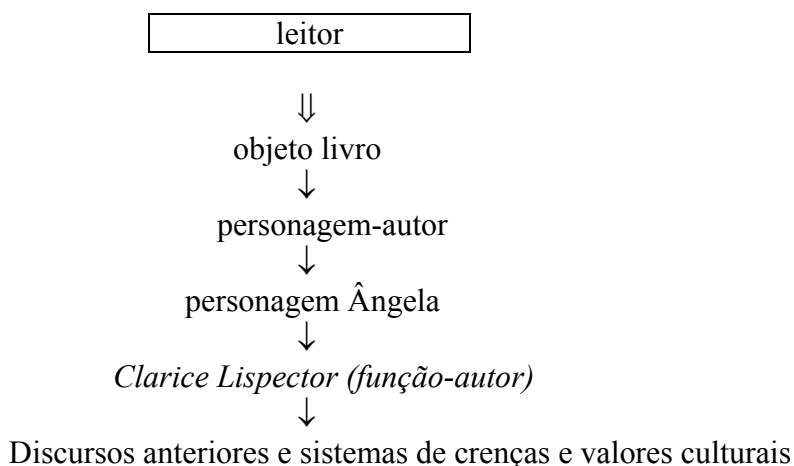 leitor
⇓
objeto livro
↓
personagem-autor
↓
personagem Ângela
↓
Clarice Lispector (função-autor)
↓
Discursos anteriores e sistemas de crenças e valores culturais